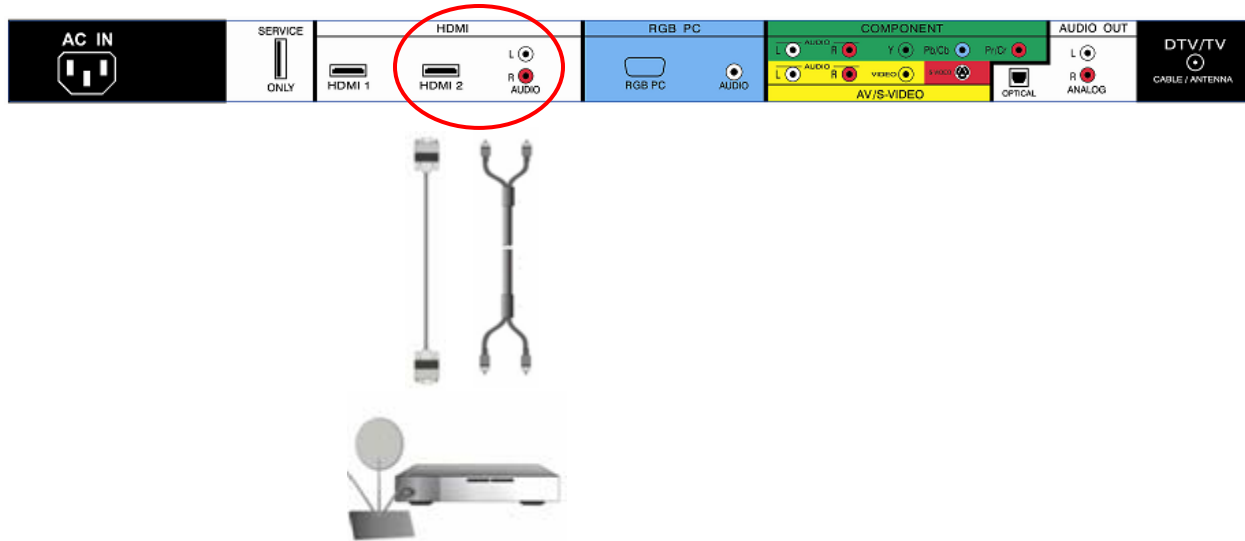 AC IN
SERVICE
ONLY
HDMI
HDMI 1
HDMI 2
L
R
AUDIO
RGB PC
RGB PC
AUDIO
COMPONENT
L AUDIO R Y Pb/Cb Pr/Cr
L AUDIO R VIDEO S-VIDEO
AV/S-VIDEO
OPTICAL
AUDIO OUT
L
R
ANALOG
DTV/TV
CABLE / ANTENNA